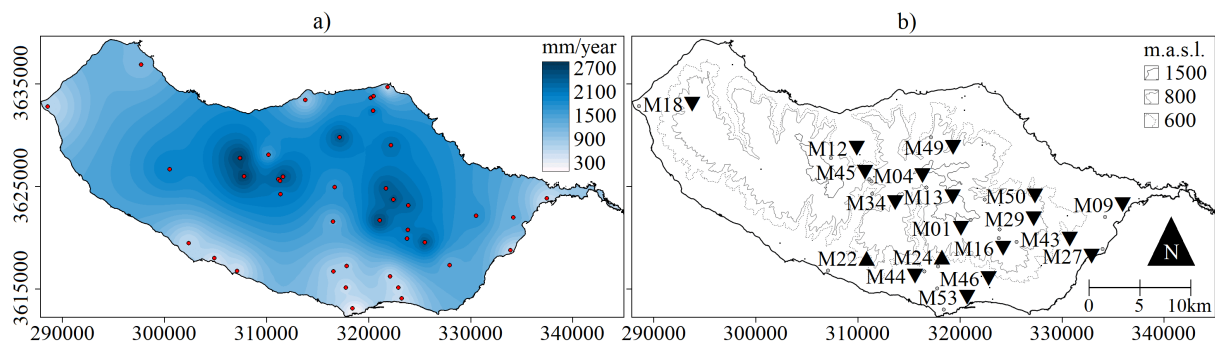 a)
b)
mm/year
2700
2100
1500
900
300
3635000
3625000
3615000
290000 300000 310000 320000 330000 340000
m.a.s.l.
1500
800
600
M18
M12
M49
M45
M04
M34
M13
M50
M09
M29
M01
M43
M16
M22
M24
M27
M44
M46
M53
N
0 5 10km
290000 300000 310000 320000 330000 340000